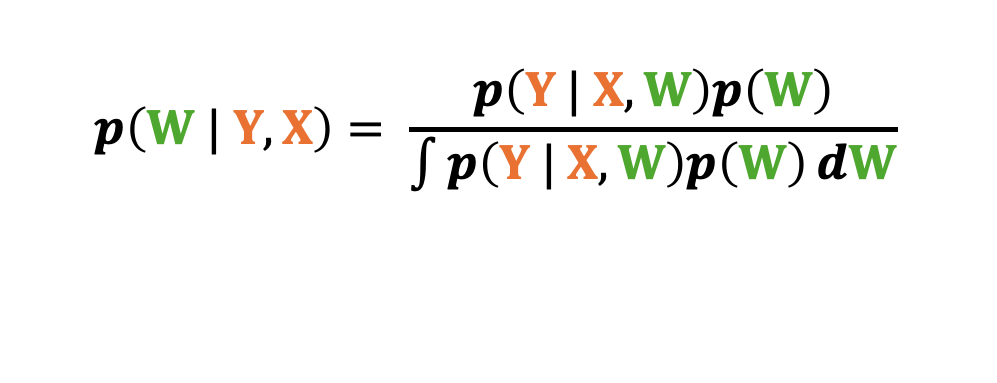 p(W | Y, X) = p(Y | X, W)p(W)
∫ p(Y | X, W)p(W) dW